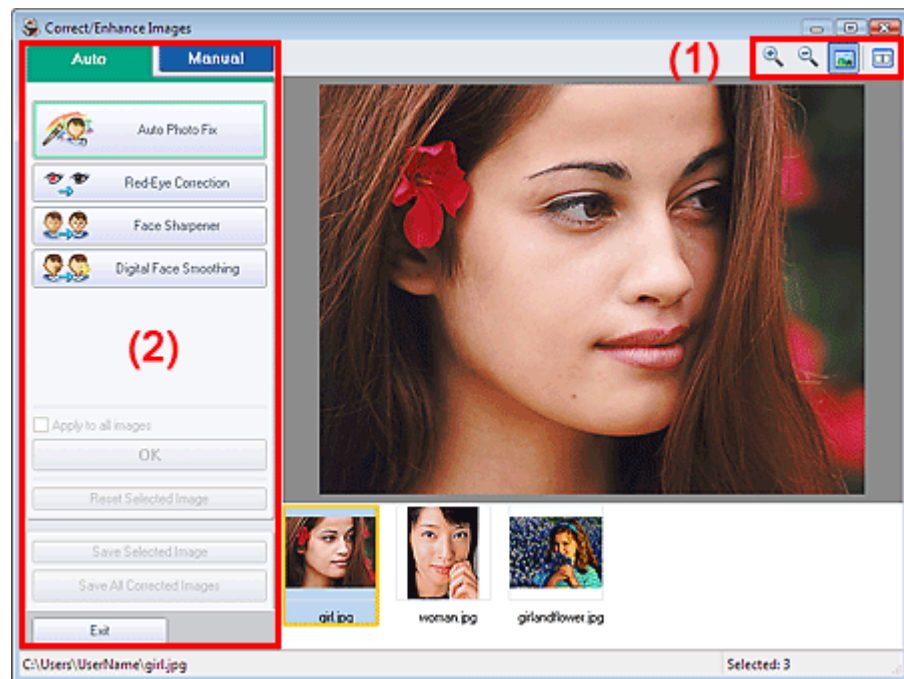 Correct/Enhance Images
Auto Manual
(1)
Auto Photo Fix
Red-Eye Correction
Face Sharpener
Digital Face Smoothing
(2)
Apply to all images
OK
Reset Selected Image
Save Selected Image
Save All Corrected Images
Exit
girl.jpg woman.jpg girlandflower.jpg
C:\Users\UserName\girl.jpg Selected: 3